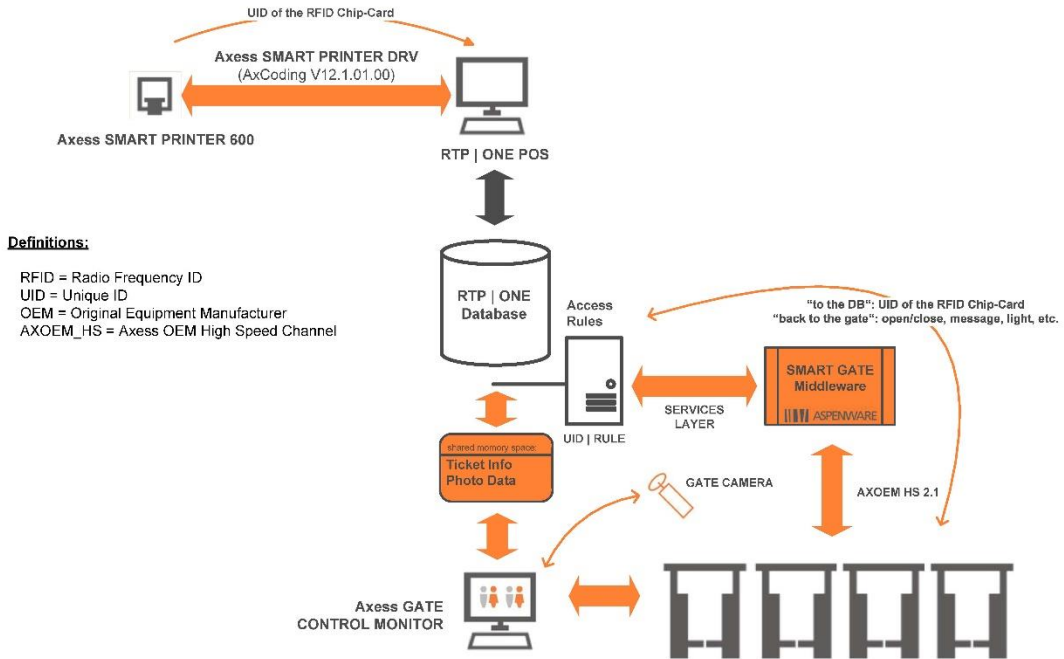 UID of the RFID Chip-Card
Axess SMART PRINTER DRV
(AxCoding V12.1.01.00)
Axess SMART PRINTER 600
RTP | ONE POS
Definitions:
RFID = Radio Frequency ID
UID = Unique ID
OEM = Original Equipment Manufacturer
AXOEM_HS = Axess OEM High Speed Channel
RTP | ONE
Database
Access
Rules
"to the DB": UID of the RFID Chip-Card
"back to the gate": open/close, message, light, etc.
SMART GATE
Middleware
ASPENWARE
SERVICES
LAYER
UID | RULE
shared memory space:
Ticket Info
Photo Data
GATE CAMERA
AXOEM HS 2.1
Axess GATE
CONTROL MONITOR